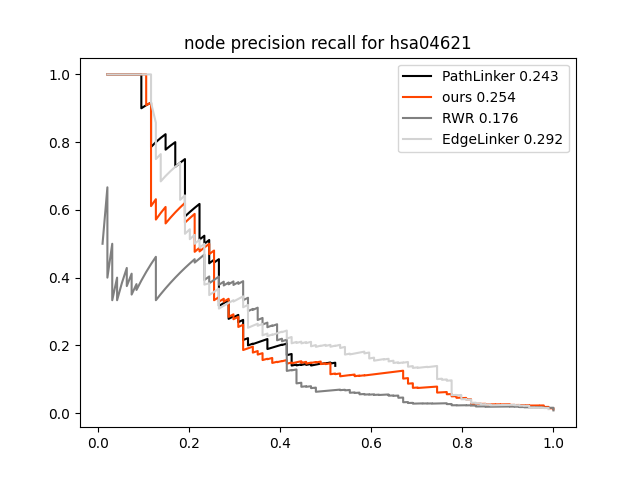 node precision recall for hsa04621
PathLinker 0.243
ours 0.254
RWR 0.176
EdgeLinker 0.292
1.0
0.8
0.6
0.4
0.2
0.0
0.0 0.2 0.4 0.6 0.8 1.0